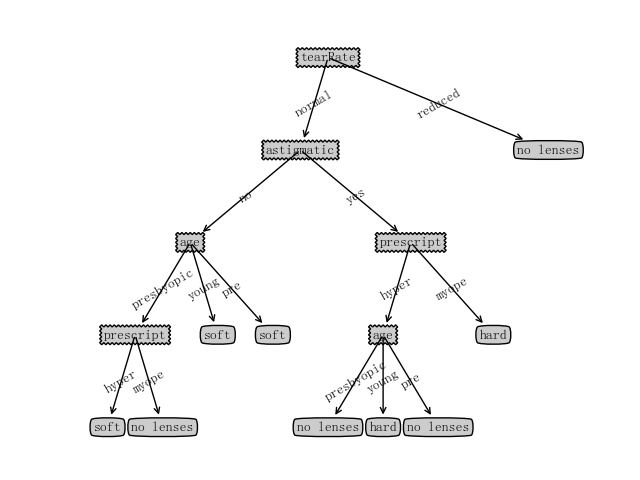 tearRate
normal
reduced
astigmatic
no lenses
no
yes
age
prescript
presbyopic
young
pre
hyper
myope
prescript
soft
soft
age
hard
hyper
myope
presbyopic
young
pre
soft
no lenses
no lenses
hard
no lenses